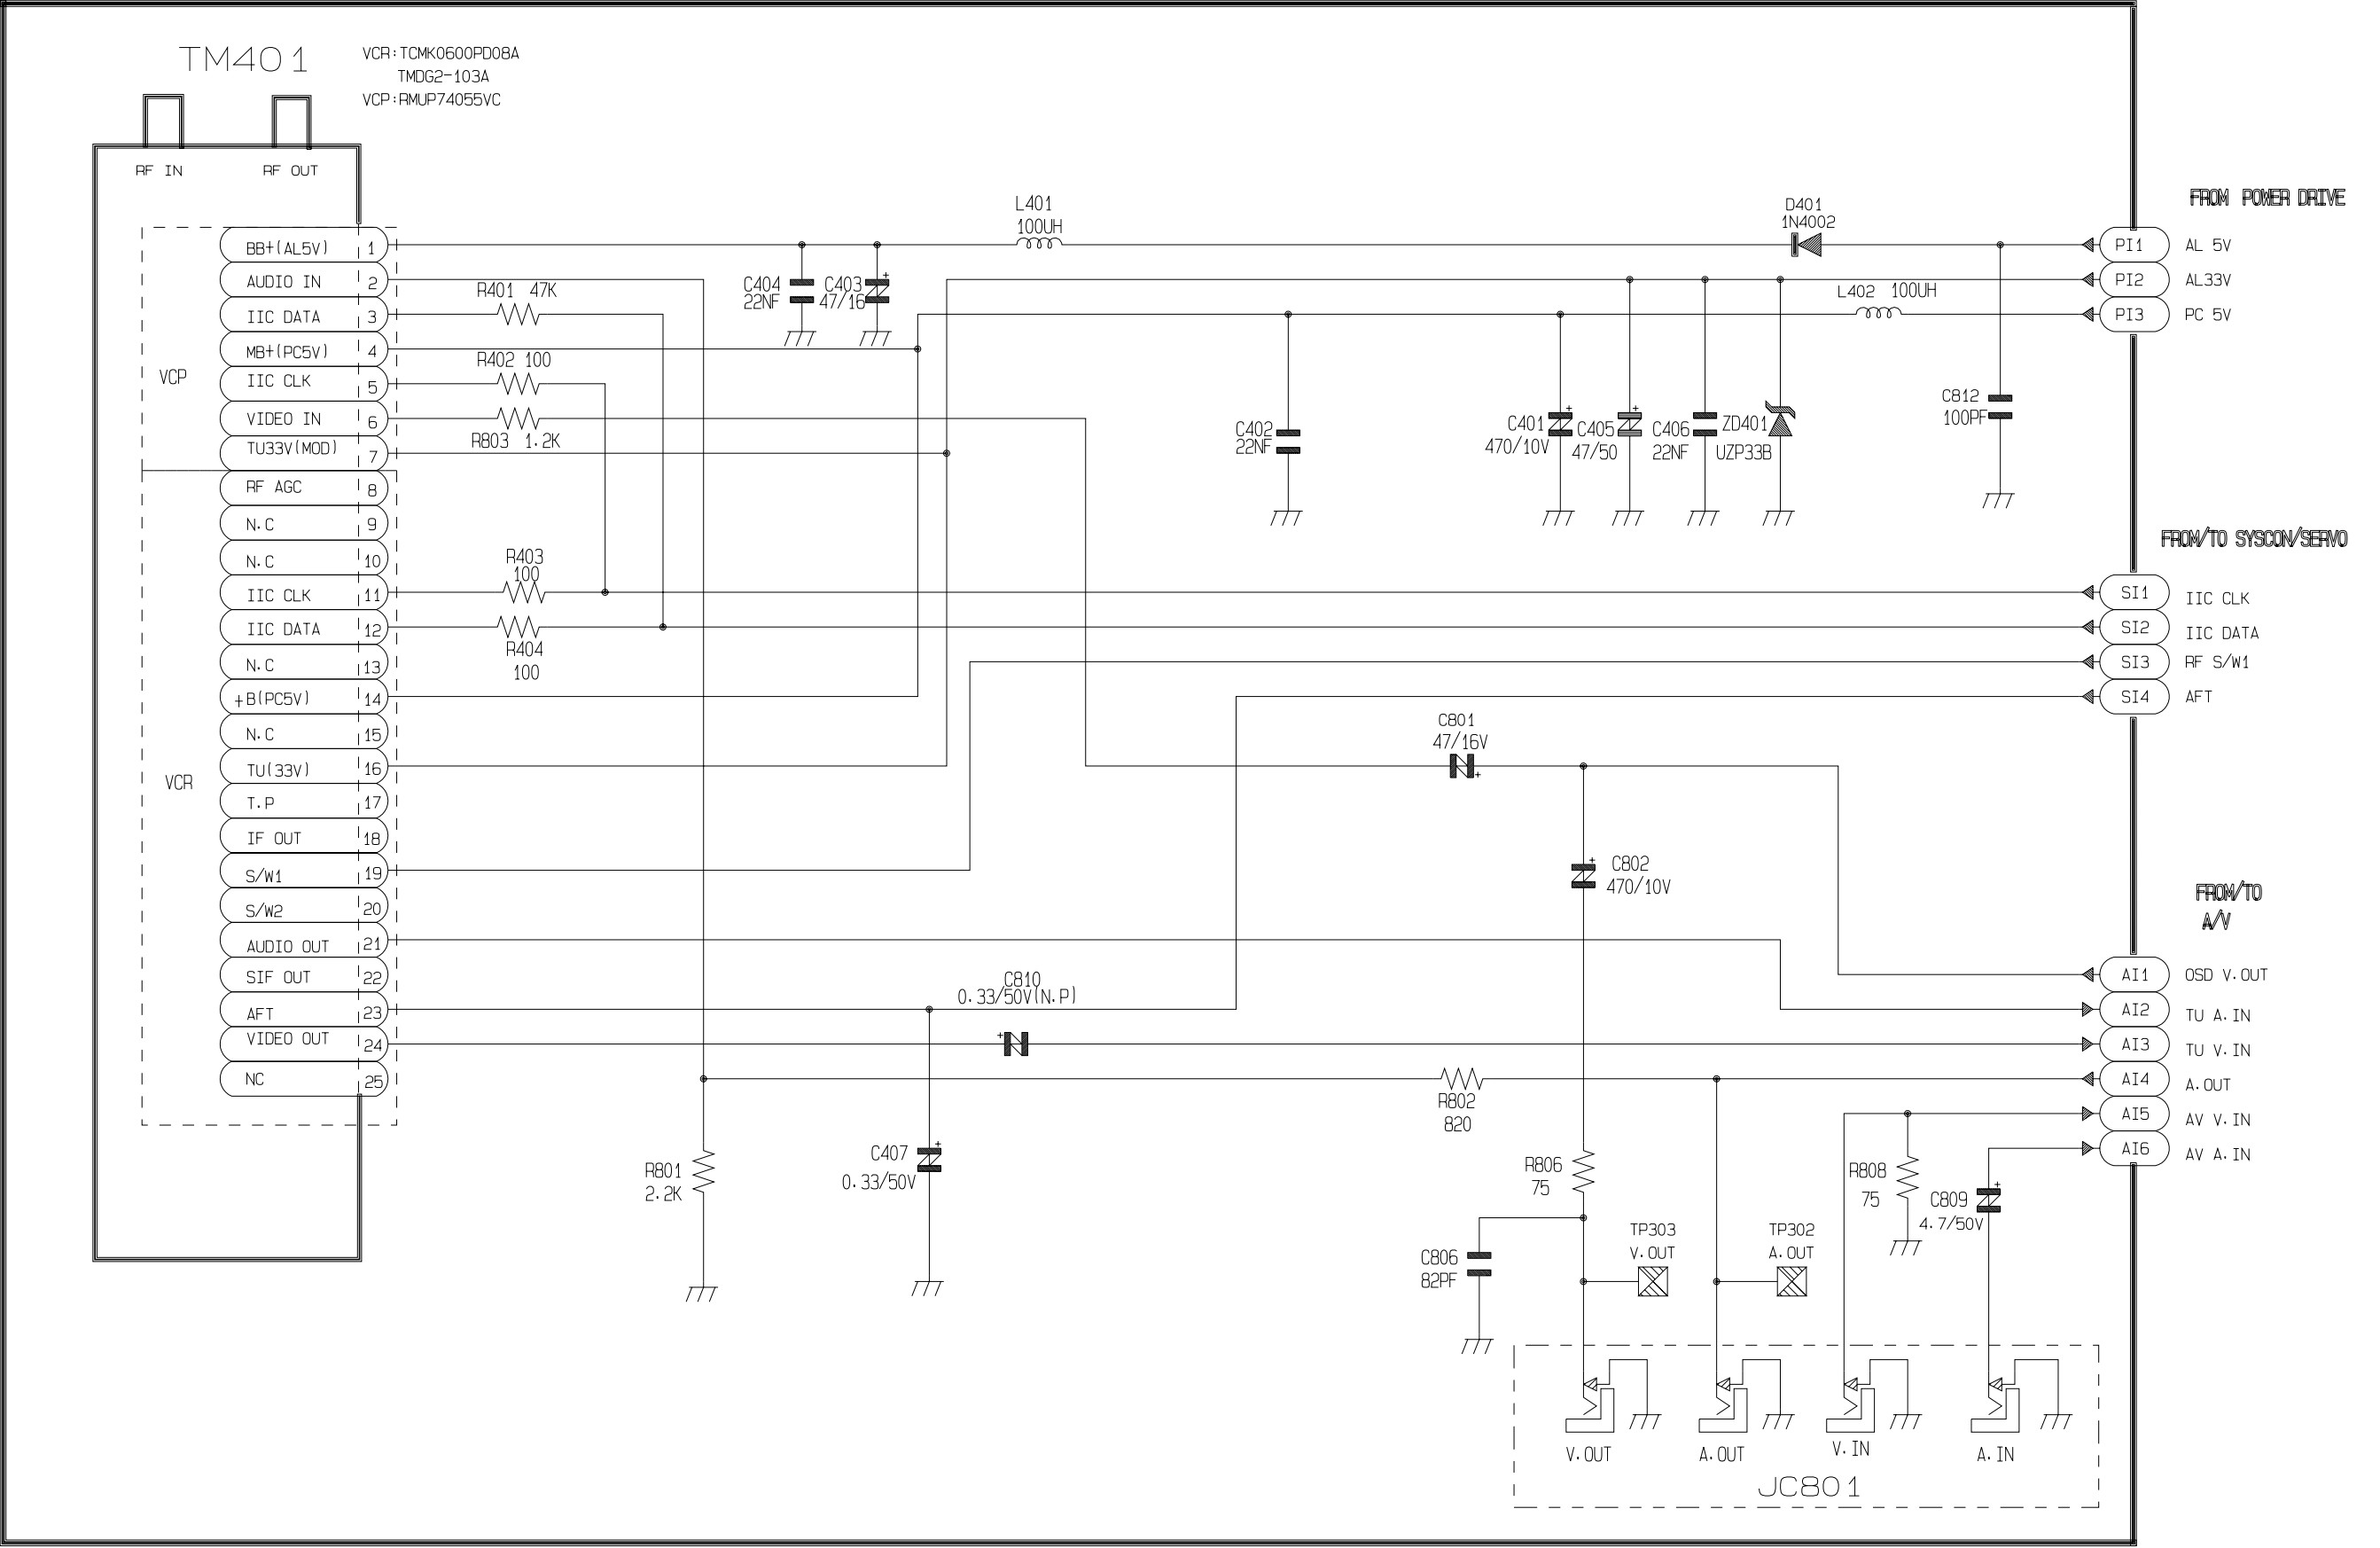 TM401
VCR:TCMK0600PD08A
TMDG2-103A
VCP:RMUP74055VC
RF IN
RF OUT
VCP
BB+(AL5V) 1
AUDIO IN 2
IIC DATA 3
MB+(PC5V) 4
IIC CLK 5
VIDEO IN 6
TU33V(MOD) 7
VCR
RF AGC 8
N.C 9
N.C 10
IIC CLK 11
IIC DATA 12
N.C 13
+B(PC5V) 14
N.C 15
TU(33V) 16
T.P 17
IF OUT 18
S/W1 19
S/W2 20
AUDIO OUT 21
SIF OUT 22
AFT 23
VIDEO OUT 24
NC 25
R401 47K
R402 100
R803 1.2K
R403
100
R404
100
C404
22NF
C403
47/16
+
L401
100UH
D401
1N4002
L402 100UH
C402
22NF
C401
470/10V
+
C405
47/50
+
C406
22NF
ZD401
UZP33B
C812
100PF
C801
47/16V
+
C802
470/10V
+
C810
0.33/50V(N.P)
+
R802
820
R801
2.2K
C407
0.33/50V
+
R806
75
C806
82PF
TP303
V.OUT
TP302
A.OUT
R808
75
C809
4.7/50V
+
V.OUT
A.OUT
V.IN
A.IN
JC801
FROM POWER DRIVE
PI1 AL 5V
PI2 AL33V
PI3 PC 5V
FROM/TO SYSCON/SERVO
SI1 IIC CLK
SI2 IIC DATA
SI3 RF S/W1
SI4 AFT
FROM/TO
A/V
AI1 OSD V.OUT
AI2 TU A.IN
AI3 TU V.IN
AI4 A.OUT
AI5 AV V.IN
AI6 AV A.IN